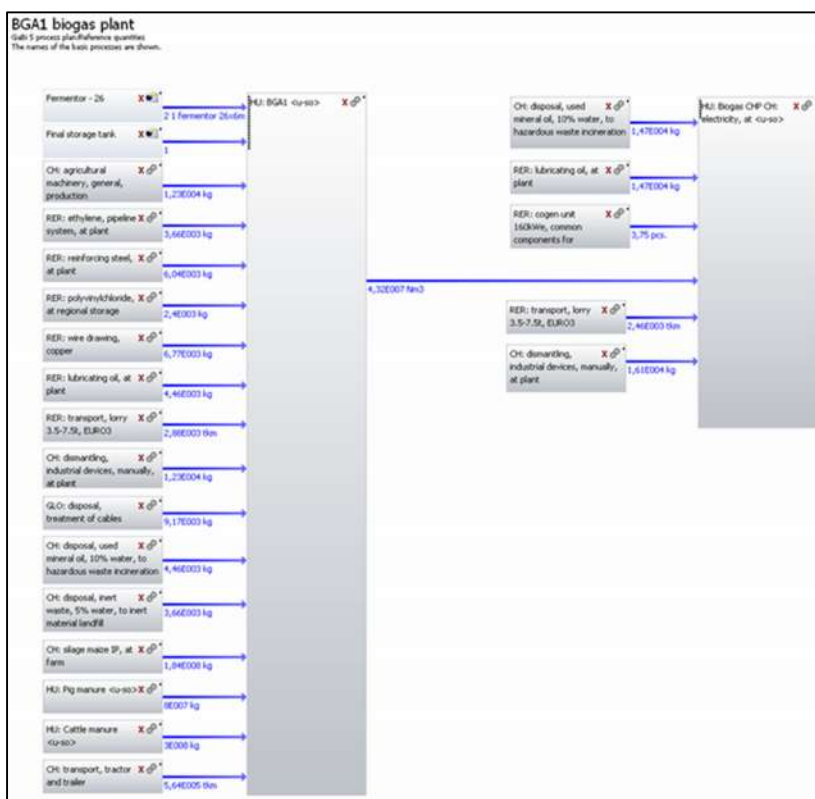 BGA1 biogas plant
GaBi 5 process plan:Reference quantities
The names of the basic processes are shown.
Fermentor - 26
2 1 fermentor 26x6m
Final storage tank
1
CH: agricultural
machinery, general,
production
1,23E004 kg
RER: ethylene, pipeline
system, at plant
3,66E003 kg
RER: reinforcing steel,
at plant
6,04E003 kg
RER: polyvinylchloride,
at regional storage
2,4E003 kg
RER: wire drawing,
copper
6,77E003 kg
RER: lubricating oil, at
plant
4,46E003 kg
RER: transport, lorry
3.5-7.5t, EURO3
2,88E003 tkm
CH: dismantling,
industrial devices, manually,
at plant
1,23E004 kg
GLO: disposal,
treatment of cables
9,17E003 kg
CH: disposal, used
mineral oil, 10% water, to
hazardous waste incineration
4,46E003 kg
CH: disposal, inert
waste, 5% water, to inert
material landfill
3,66E003 kg
CH: silage maize IP, at
farm
1,84E008 kg
HU: Pig manure <u-so>
8E007 kg
HU: Cattle manure
<u-so>
3E008 kg
CH: transport, tractor
and trailer
5,64E005 tkm
HU: BGA1 <u-so>
4,32E007 Nm3
CH: disposal, used
mineral oil, 10% water, to
hazardous waste incineration
1,47E004 kg
RER: lubricating oil, at
plant
1,47E004 kg
RER: cogen unit
160kWe, common
components for
3,75 pcs.
RER: transport, lorry
3.5-7.5t, EURO3
2,46E003 tkm
CH: dismantling,
industrial devices, manually,
at plant
1,61E004 kg
HU: Biogas CHP CH:
electricity, at <u-so>